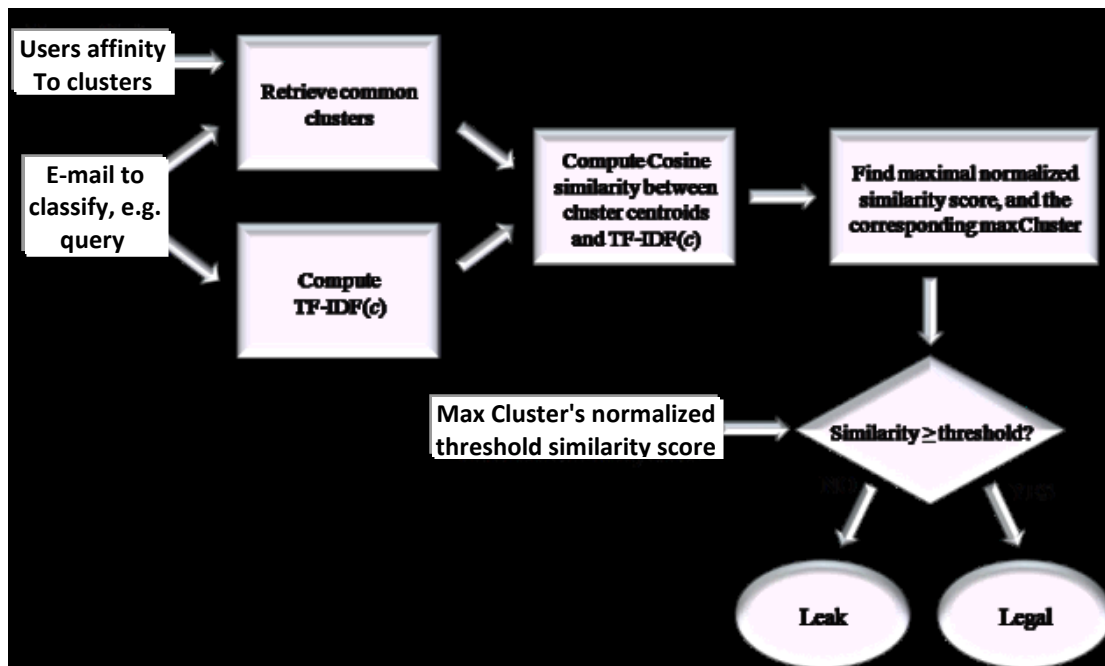 Users affinity
To clusters
Retrieve common
clusters
E-mail to
classify, e.g.
query
Compute
TF-IDF(c)
Compute Cosine
similarity between
cluster centroids
and TF-IDF(c)
Find maximal normalized
similarity score, and the
corresponding maxCluster
Max Cluster's normalized
threshold similarity score
Similarity ≥ threshold?
Leak
Legal